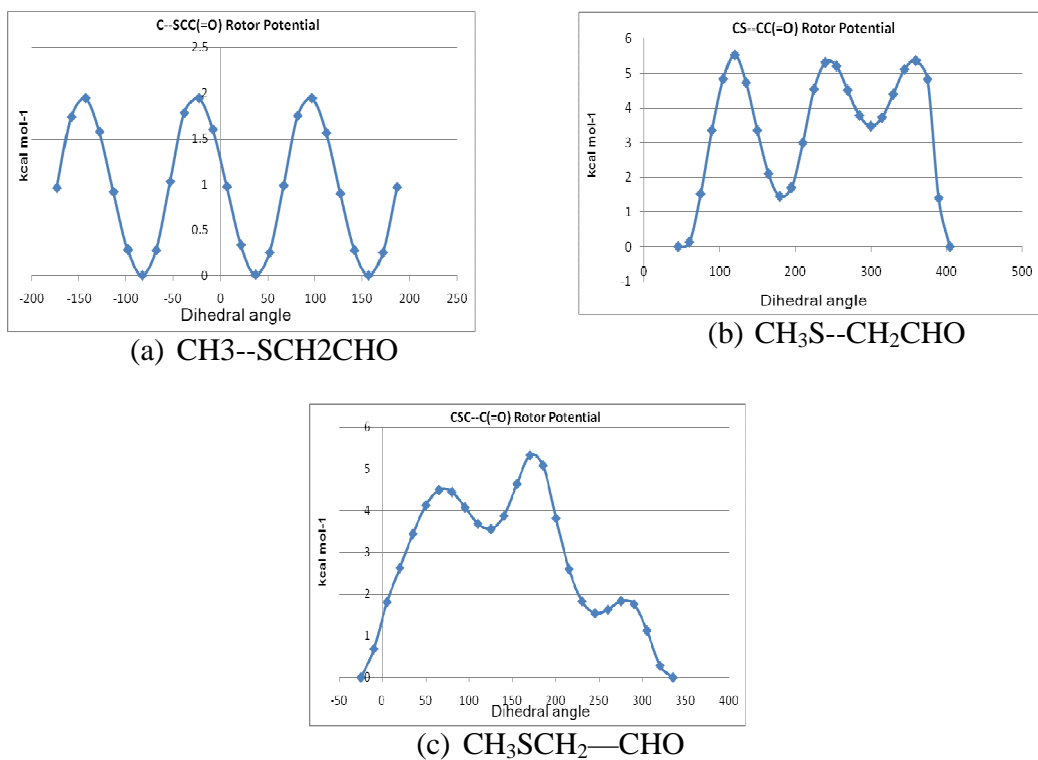 C--SCC(=O) Rotor Potential
2.5
2
1.5
1
0.5
0
kcal mol-1
-200 -150 -100 -50 0 50 100 150 200 250
Dihedral angle
(a) CH3--SCH2CHO
CS--CC(=O) Rotor Potential
6
5
4
3
2
1
0
-1
kcal mol-1
0 100 200 300 400 500
Dihedral angle
(b) CH₃S--CH₂CHO
CSC--C(=O) Rotor Potential
6
5
4
3
2
1
0
kcal mol-1
-50 0 50 100 150 200 250 300 350 400
Dihedral angle
(c) CH₃SCH₂—CHO